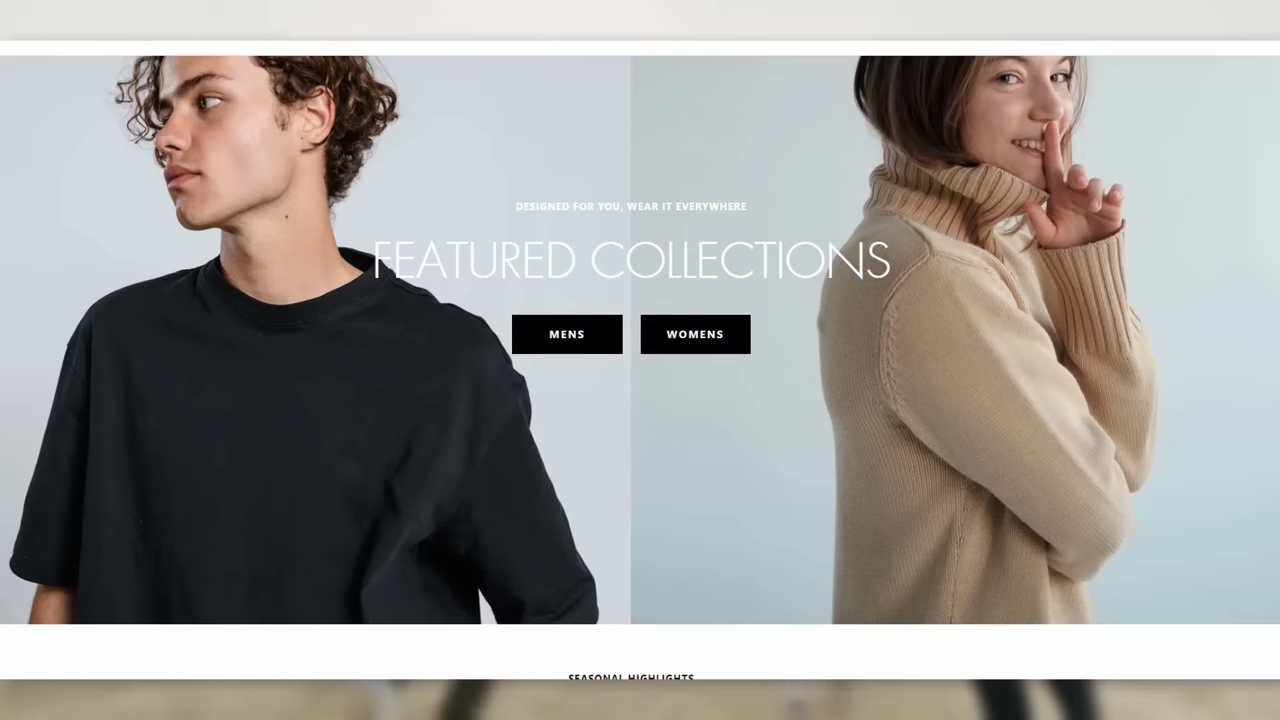 DESIGNED FOR YOU, WEAR IT EVERYWHERE
FEATURED COLLECTIONS
MENS
WOMENS
SEASONAL HIGHLIGHTS